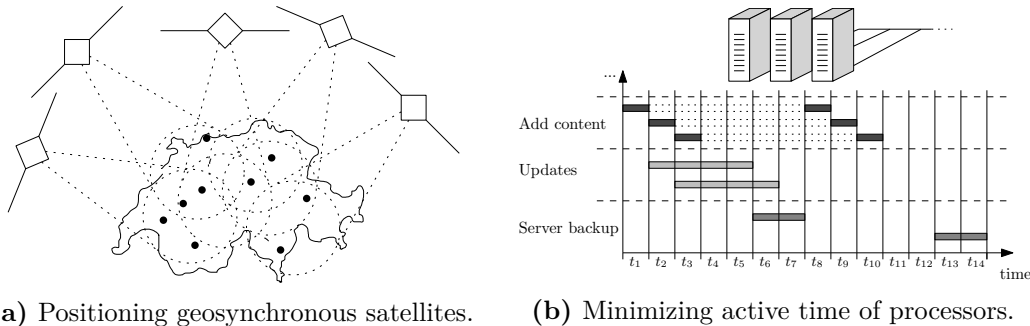 ...
Add content
Updates
Server backup
t1 t2 t3 t4 t5 t6 t7 t8 t9 t10 t11 t12 t13 t14
time
a) Positioning geosynchronous satellites.
(b) Minimizing active time of processors.